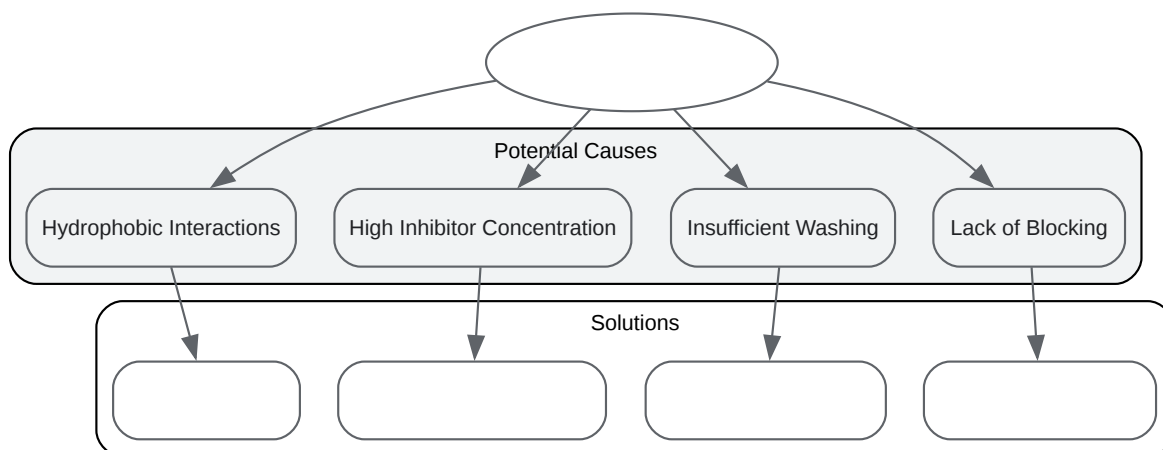 Potential Causes
Hydrophobic Interactions
High Inhibitor Concentration
Insufficient Washing
Lack of Blocking
Solutions